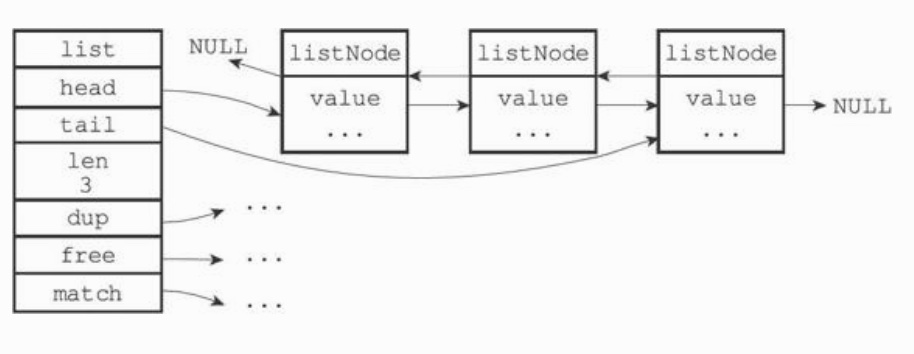 list
head
tail
len
3
dup
free
match
NULL
listNode
value
...
listNode
value
...
listNode
value
...
NULL
...
...
...